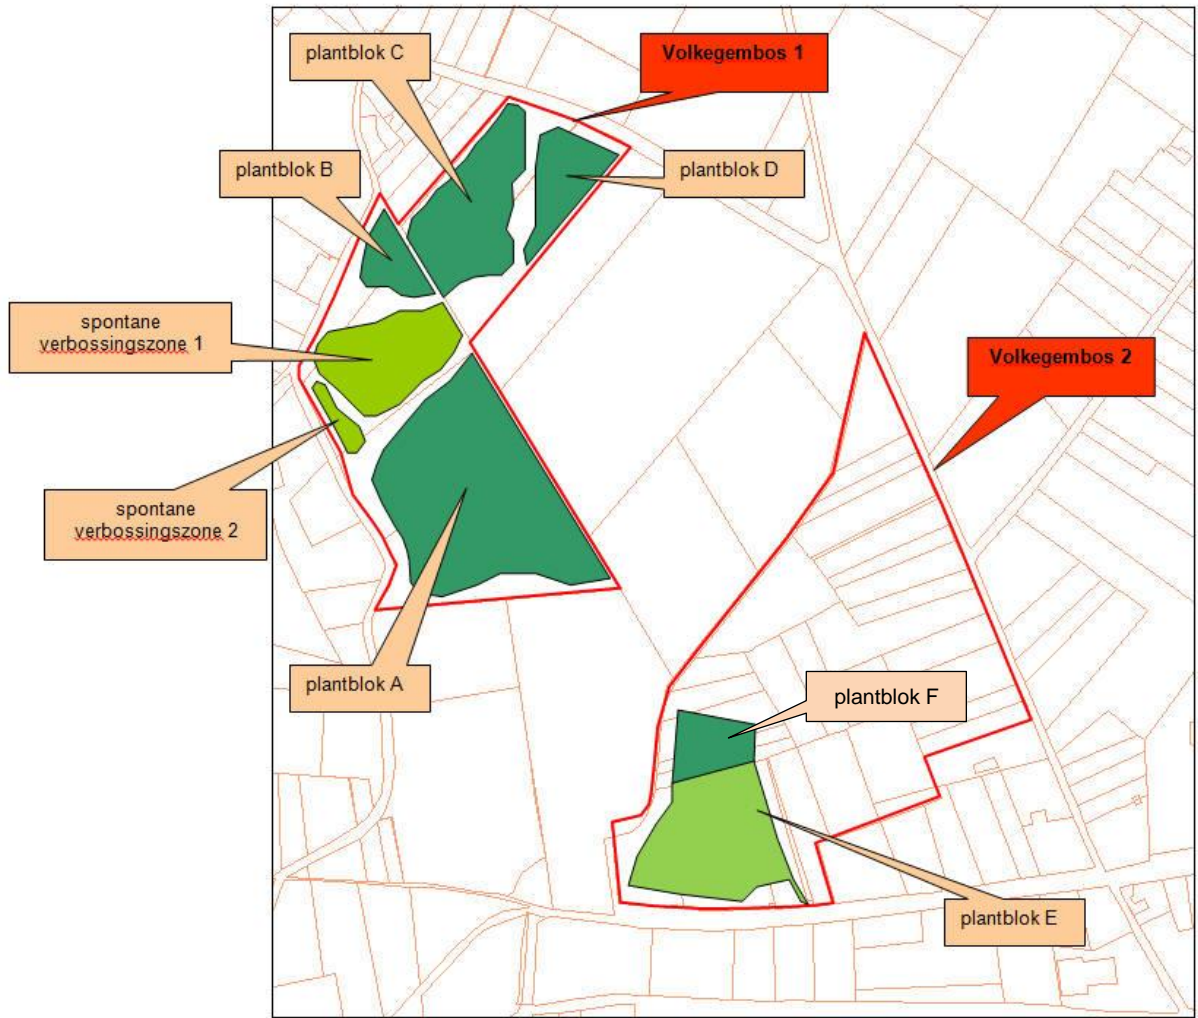 plantblok C
Volkegembos 1
plantblok B
plantblok D
spontane
verbossingszone 1
Volkegembos 2
spontane
verbossingszone 2
plantblok A
plantblok F
plantblok E